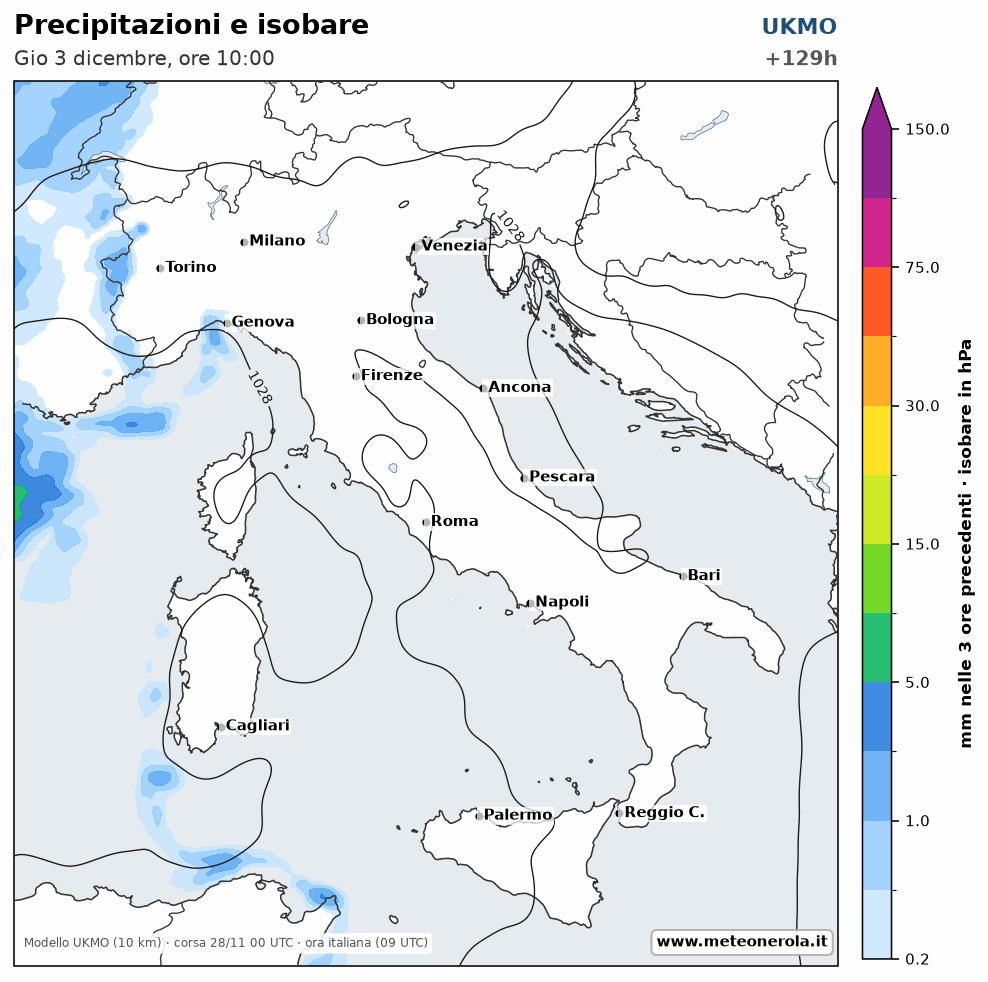 Precipitazioni e isobare
UKMO
Gio 3 dicembre, ore 10:00
+129h
150.0
75.0
30.0
15.0
5.0
1.0
0.2
mm nelle 3 ore precedenti · isobare in hPa
1028
Milano
Venezia
Torino
Genova
Bologna
Firenze
1028
Ancona
Pescara
Roma
Bari
Napoli
Cagliari
Palermo
Reggio C.
Modello UKMO (10 km) · corsa 28/11 00 UTC · ora italiana (09 UTC)
www.meteonerola.it